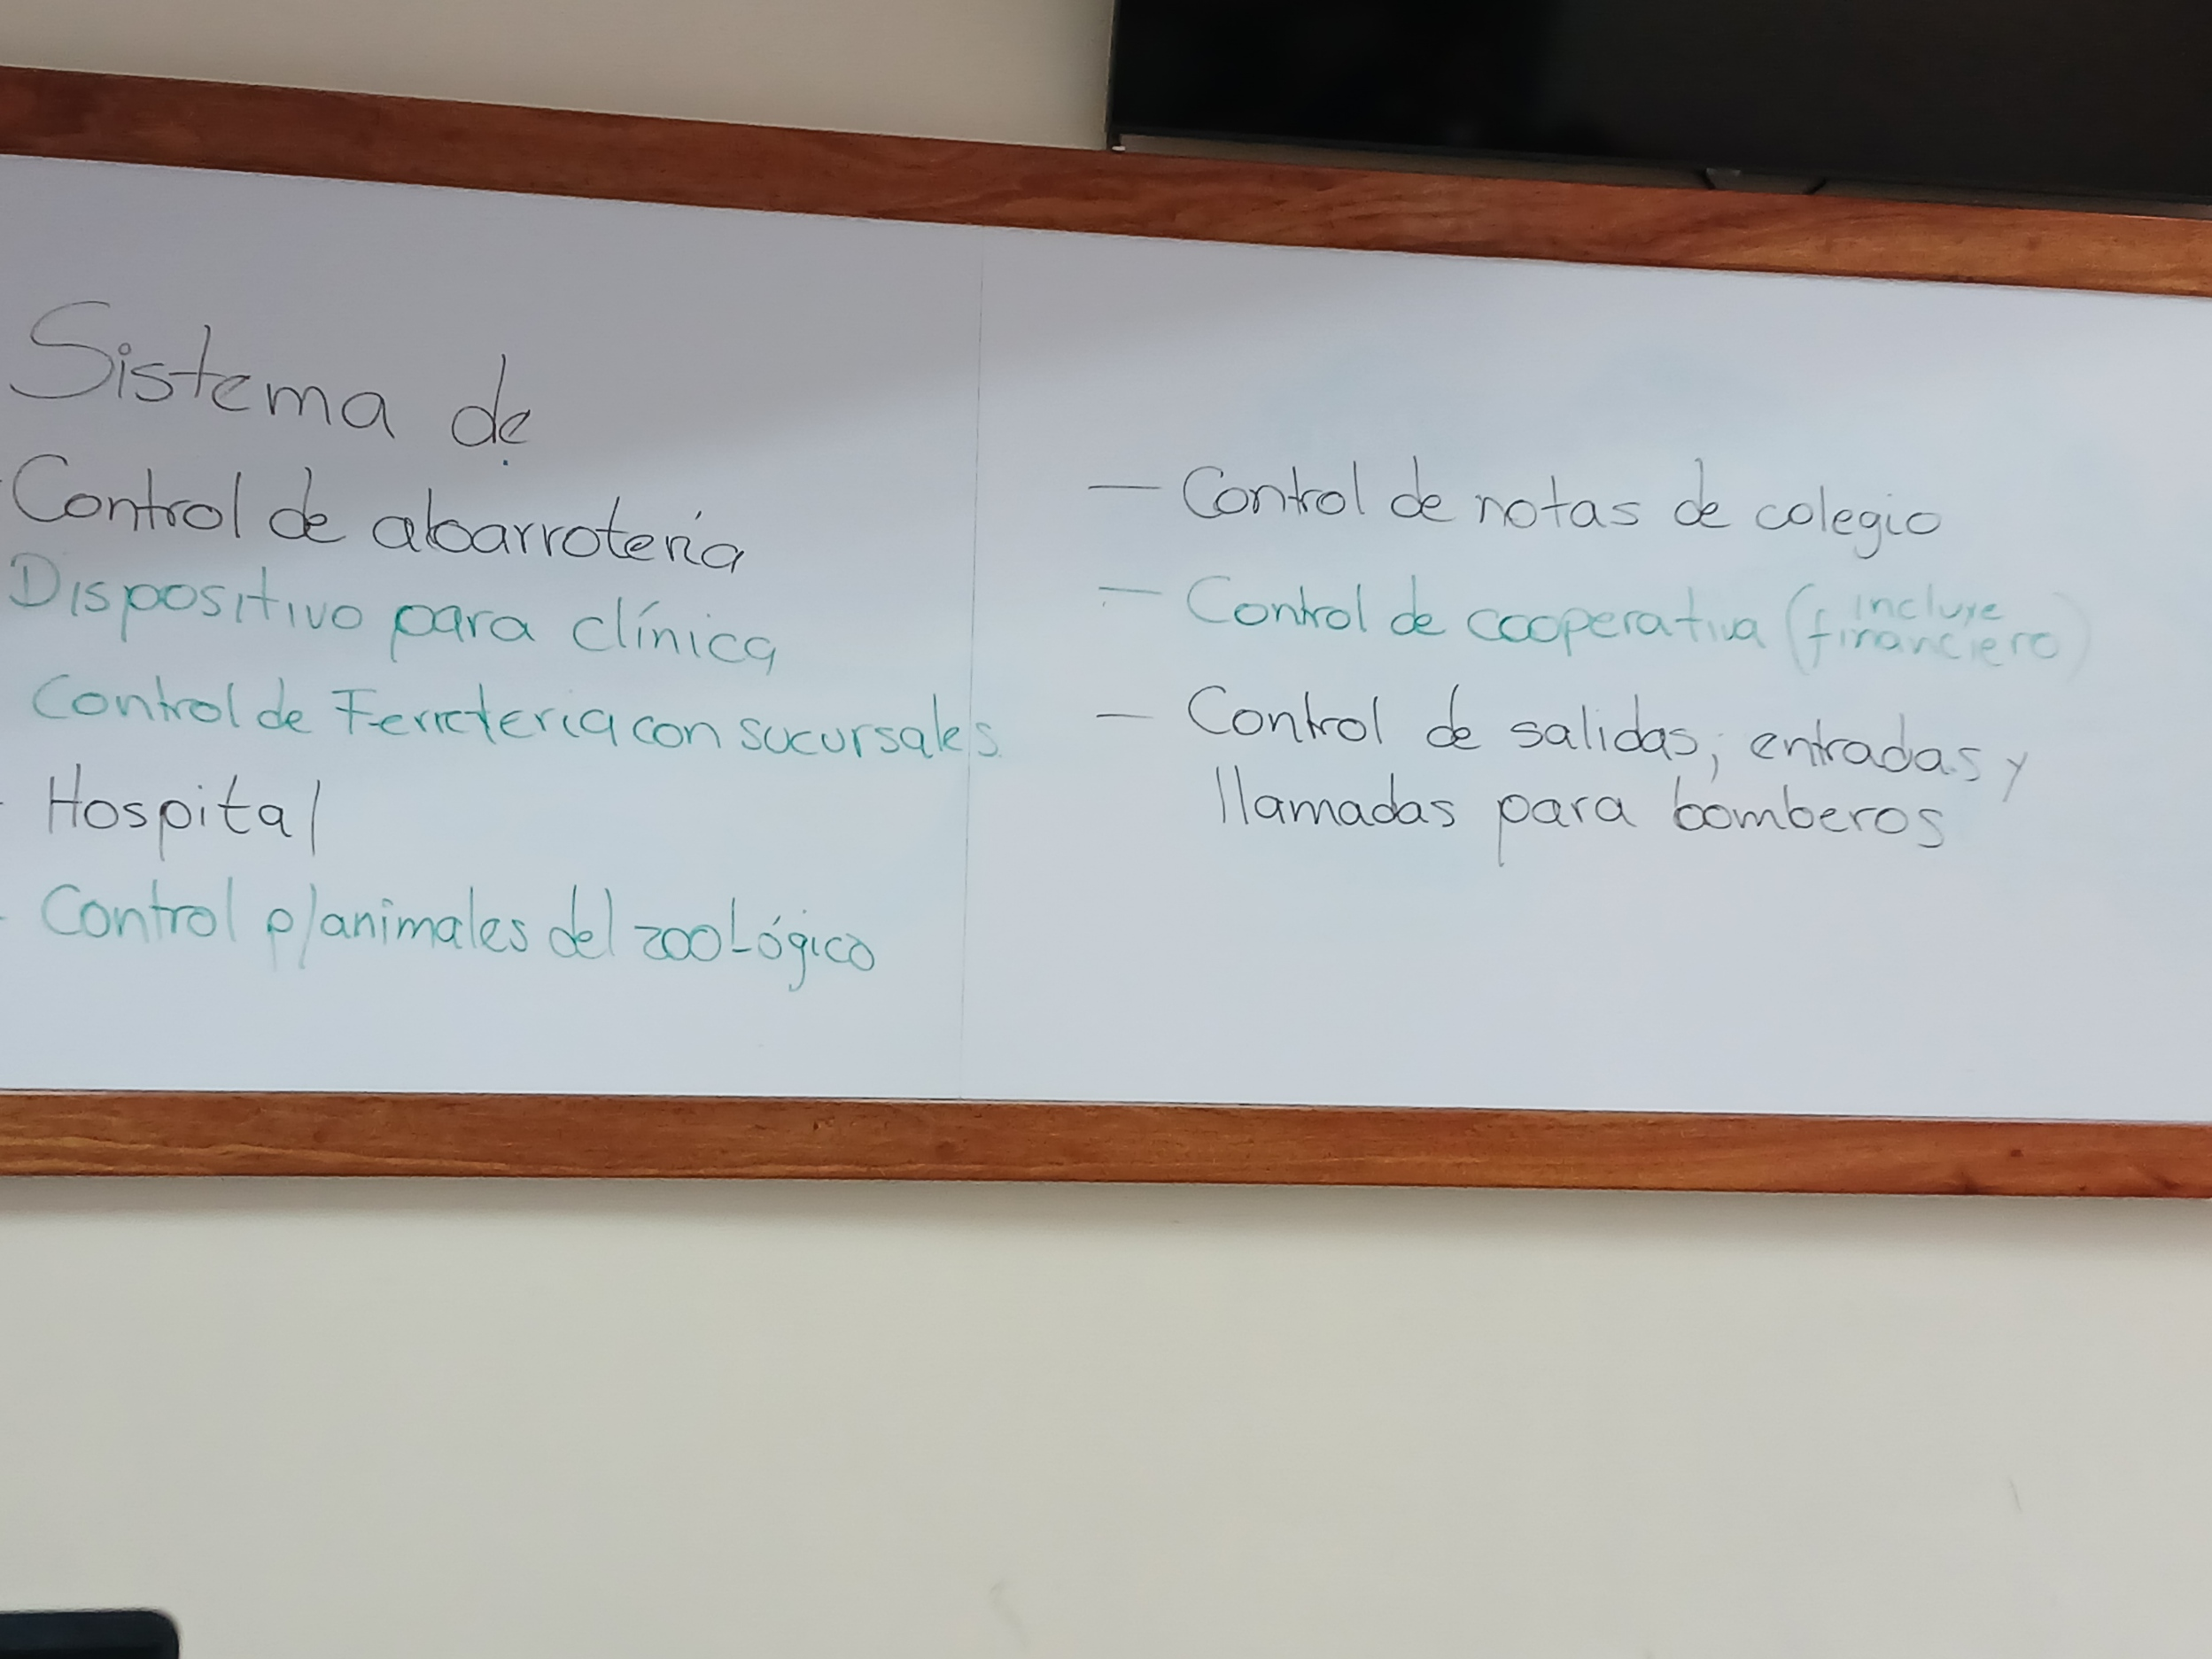 Sistema de
Control de abarrotería
Dispositivo para clínica
Control de Ferretería con sucursales.
- Hospital
- Control p/animales del zooLógico
— Control de notas de colegio
— Control de cooperativa (incluye
financiero)
— Control de salidas, entradas y
llamadas para bomberos